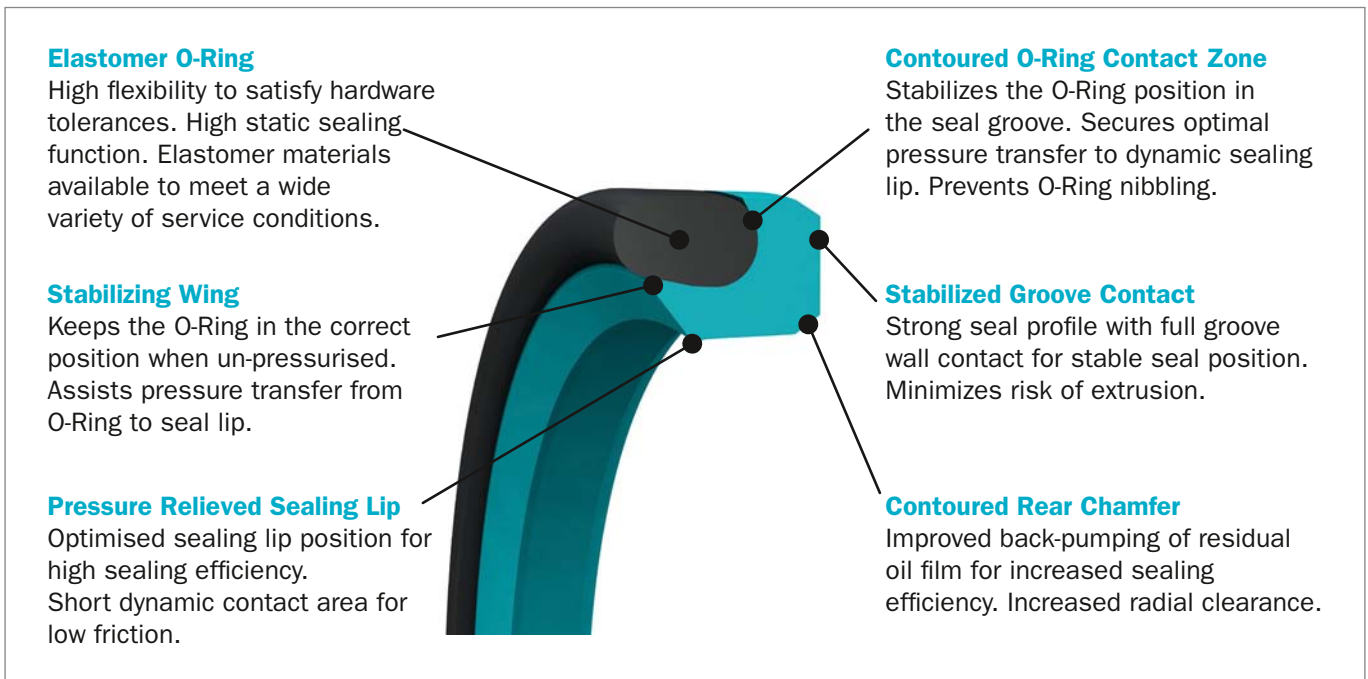 Elastomer O-Ring
High flexibility to satisfy hardware
tolerances. High static sealing
function. Elastomer materials
available to meet a wide
variety of service conditions.
Stabilizing Wing
Keeps the O-Ring in the correct
position when un-pressurised.
Assists pressure transfer from
O-Ring to seal lip.
Pressure Relieved Sealing Lip
Optimised sealing lip position for
high sealing efficiency.
Short dynamic contact area for
low friction.
Contoured O-Ring Contact Zone
Stabilizes the O-Ring position in
the seal groove. Secures optimal
pressure transfer to dynamic sealing
lip. Prevents O-Ring nibbling.
Stabilized Groove Contact
Strong seal profile with full groove
wall contact for stable seal position.
Minimizes risk of extrusion.
Contoured Rear Chamfer
Improved back-pumping of residual
oil film for increased sealing
efficiency. Increased radial clearance.